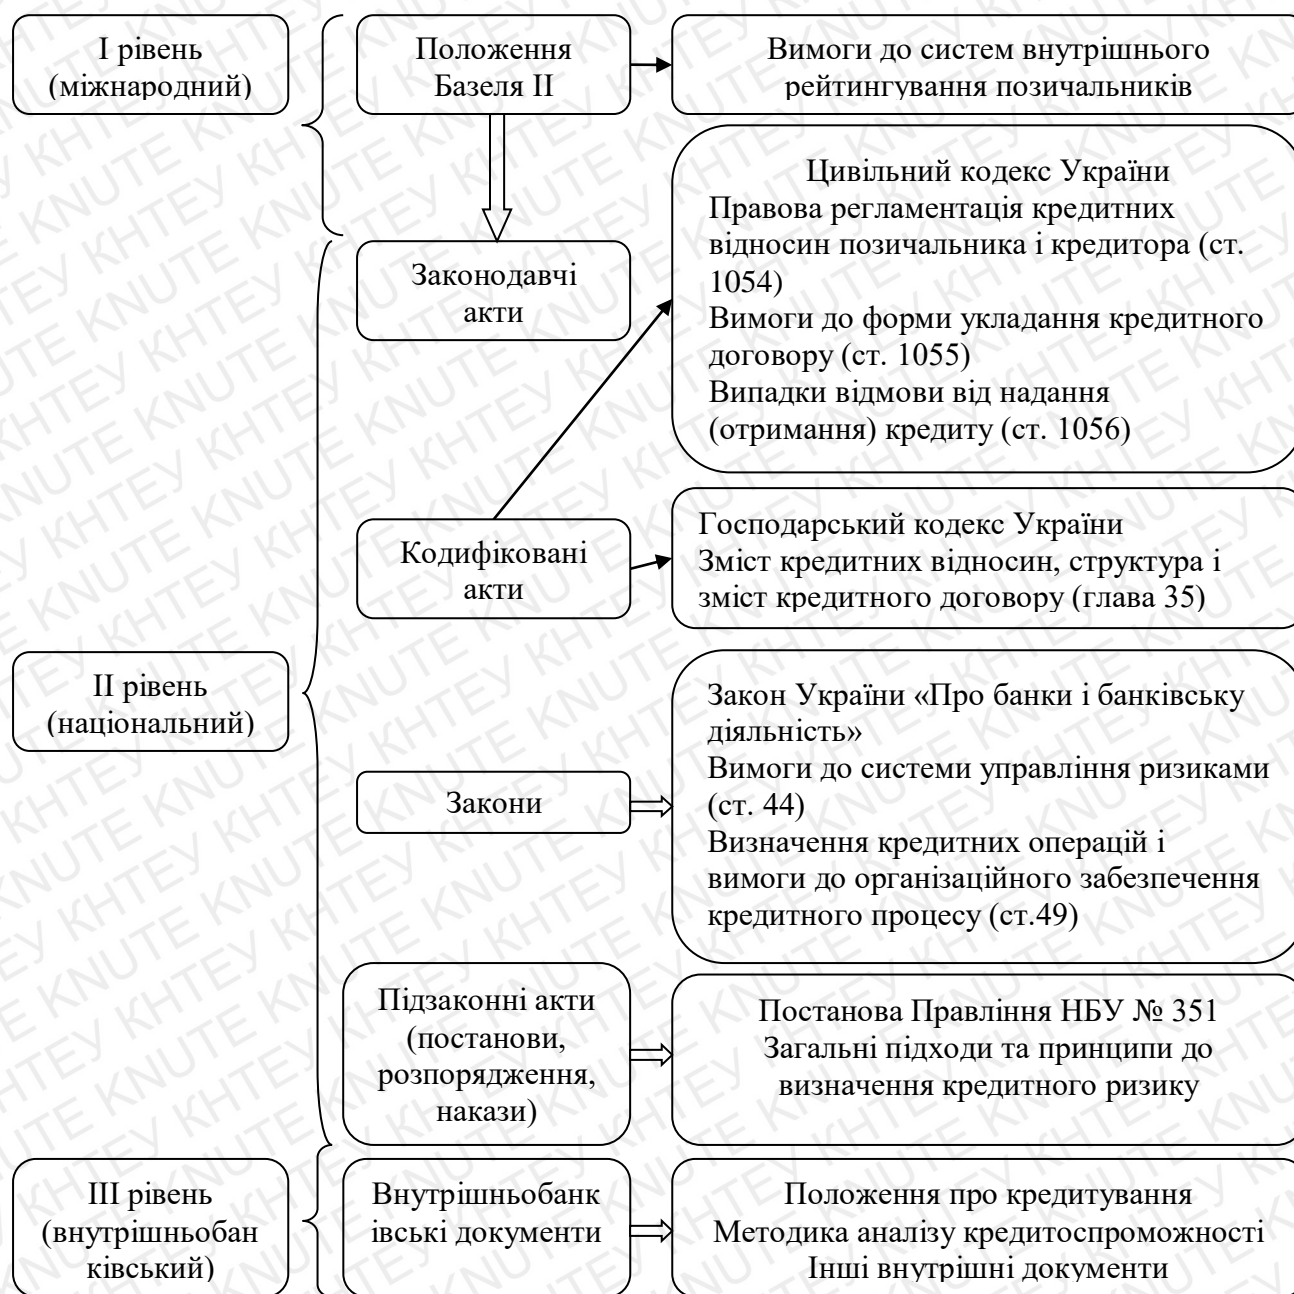 І рівень
(міжнародний)
Положення
Базеля ІІ
Вимоги до систем внутрішнього
рейтингування позичальників
Цивільний кодекс України
Правова регламентація кредитних
відносин позичальника і кредитора (ст.
1054)
Вимоги до форми укладання кредитного
договору (ст. 1055)
Випадки відмови від надання
(отримання) кредиту (ст. 1056)
Законодавчі
акти
Кодифіковані
акти
Господарський кодекс України
Зміст кредитних відносин, структура і
зміст кредитного договору (глава 35)
ІІ рівень
(національний)
Закони
Закон України «Про банки і банківську
діяльність»
Вимоги до системи управління ризиками
(ст. 44)
Визначення кредитних операцій і
вимоги до організаційного забезпечення
кредитного процесу (ст.49)
Підзаконні акти
(постанови,
розпорядження,
накази)
Постанова Правління НБУ № 351
Загальні підходи та принципи до
визначення кредитного ризику
ІІІ рівень
(внутрішньобан
ківський)
Внутрішньобанк
івські документи
Положення про кредитування
Методика аналізу кредитоспроможності
Інші внутрішні документи
KNUTE КНТЕУ